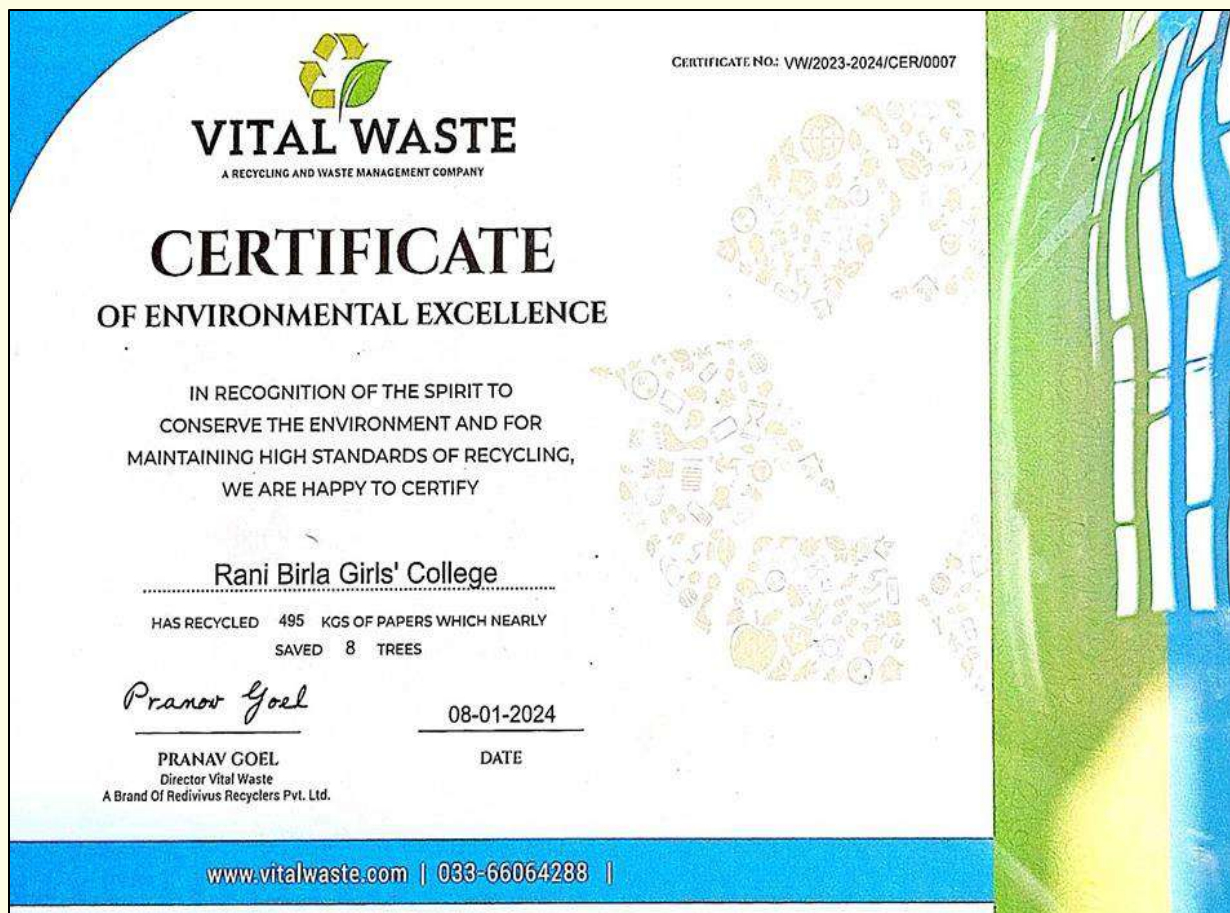 CERTIFICATE NO.: VW/2023-2024/CER/0007
VITAL WASTE
A RECYCLING AND WASTE MANAGEMENT COMPANY
CERTIFICATE
OF ENVIRONMENTAL EXCELLENCE
IN RECOGNITION OF THE SPIRIT TO
CONSERVE THE ENVIRONMENT AND FOR
MAINTAINING HIGH STANDARDS OF RECYCLING,
WE ARE HAPPY TO CERTIFY
Rani Birla Girls' College
HAS RECYCLED 495 KGS OF PAPERS WHICH NEARLY
SAVED 8 TREES
Pranav Goel
08-01-2024
PRANAV GOEL
DATE
Director Vital Waste
A Brand Of Redivivus Recyclers Pvt. Ltd.
www.vitalwaste.com | 033-66064288 |